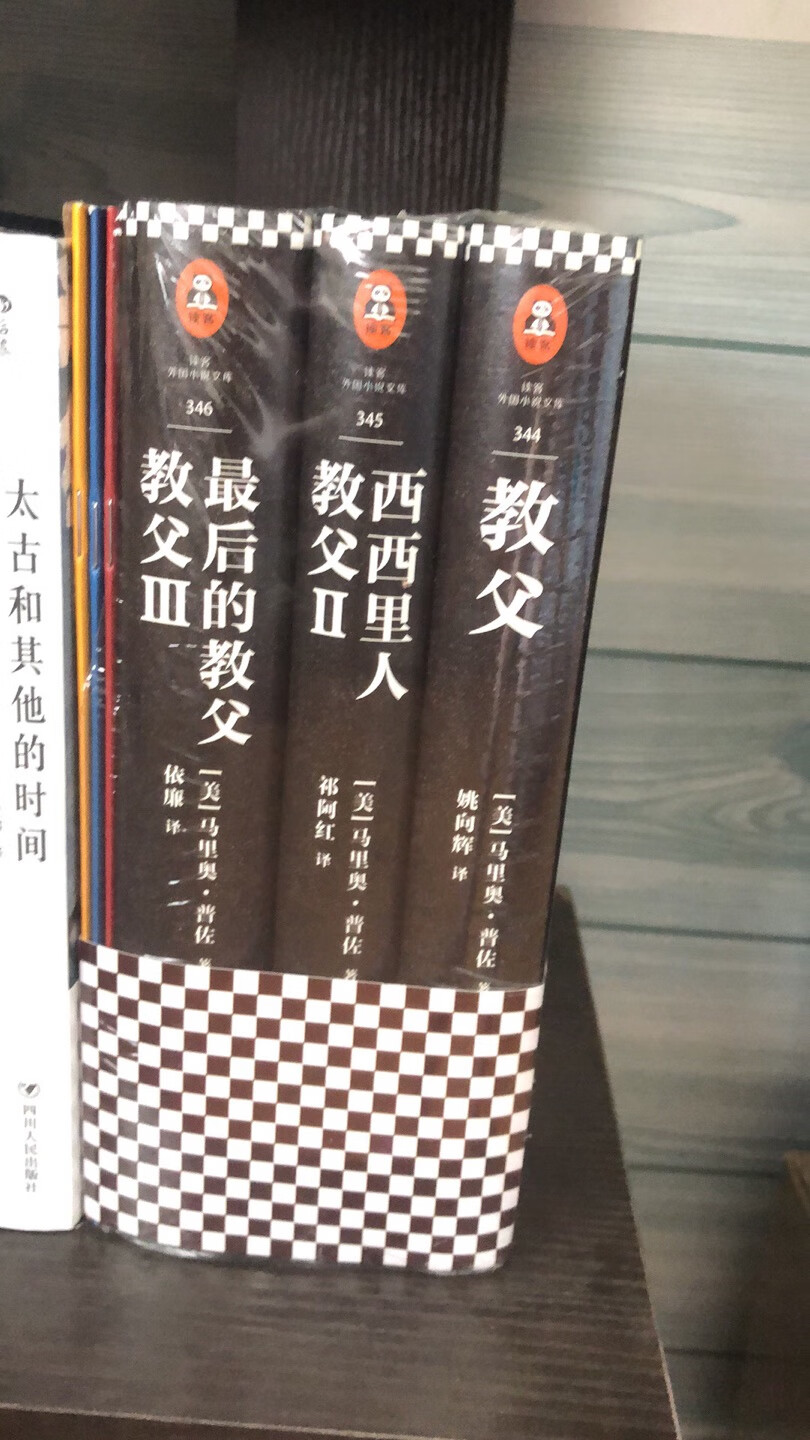 太古和其他的时间
四川人民出版社
读客
读客
外国小说文库
346
最后的教父
教父III
[美]马里奥·普佐 著
依廉 译
读客
读客
外国小说文库
345
西西里人
教父II
[美]马里奥·普佐 著
祁阿红 译
读客
读客
外国小说文库
344
教父
[美]马里奥·普佐 著
姚向辉 译